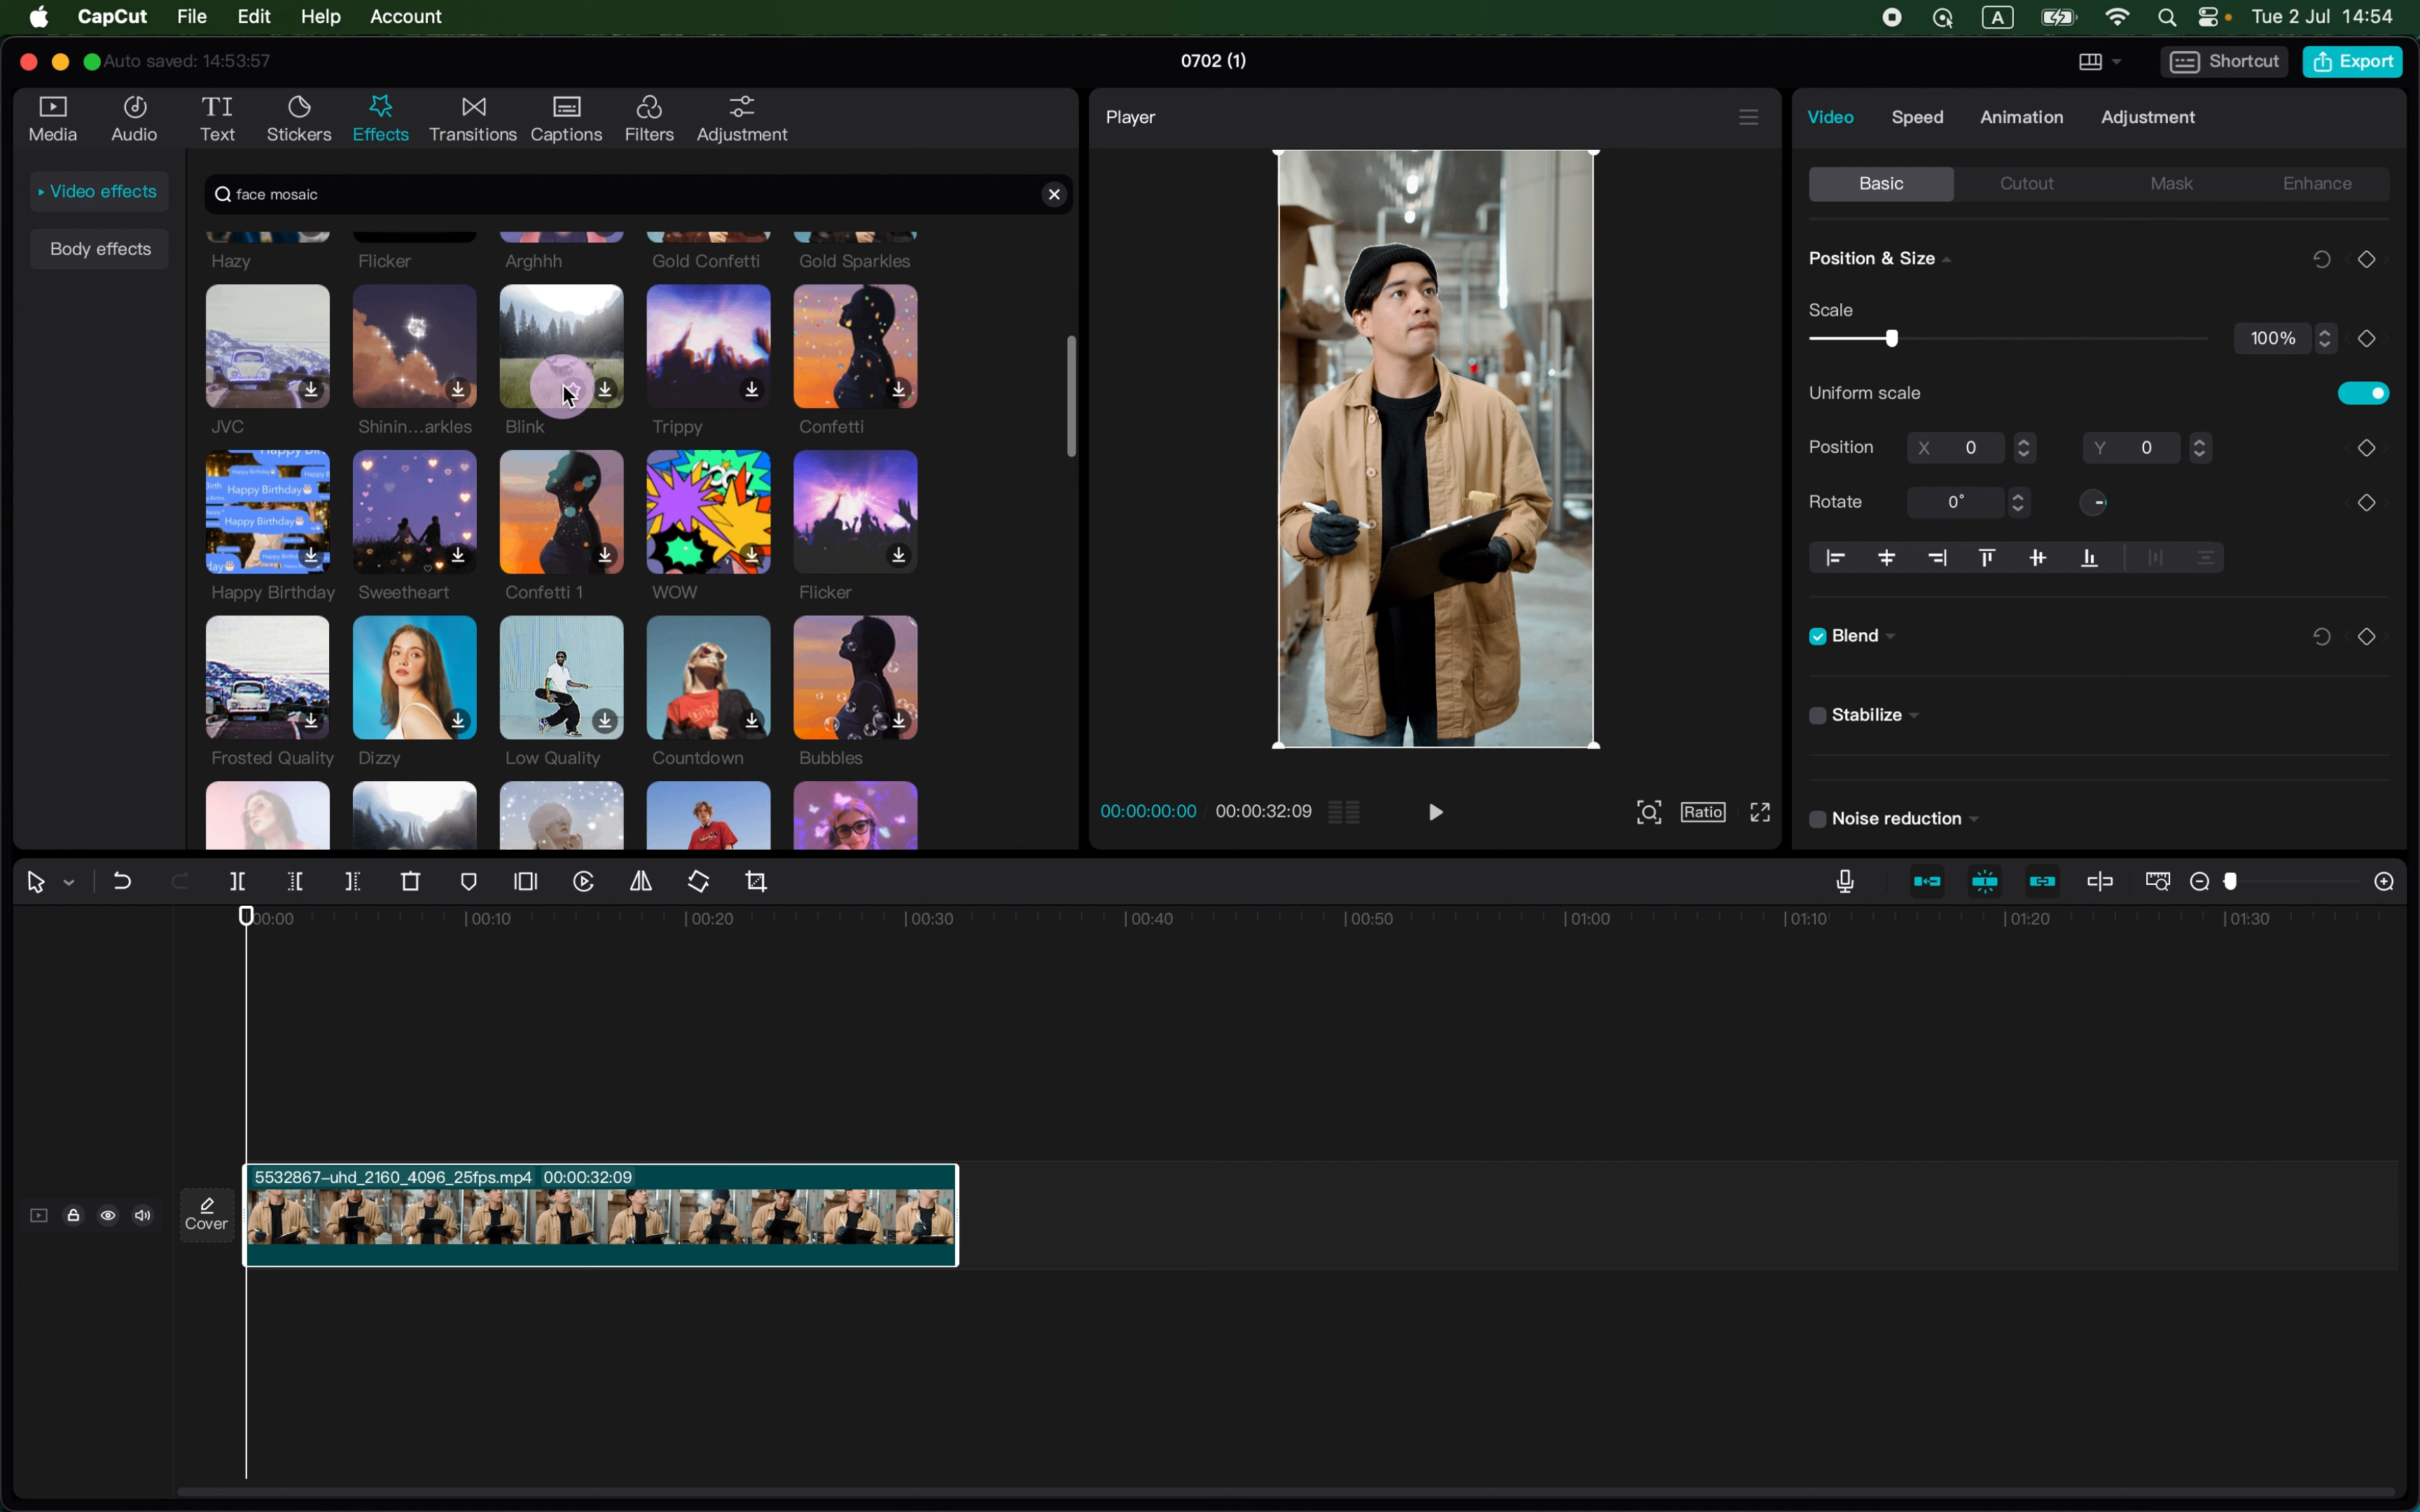 CapCut File Edit Help Account A Tue 2 Jul 14:54
Auto saved: 14:53:57 0702 (1) Shortcut Export
Media Audio TI Text Stickers Effects Transitions Captions Filters Adjustment
Video effects
Body effects
face mosaic
Hazy Flicker Arghhh Gold Confetti Gold Sparkles
JVC Shinin...arkles Blink Trippy Confetti
Happy Birthday
Happy Birthday
Happy Birthday Sweetheart Confetti 1 WOW Flicker
Frosted Quality Dizzy Low Quality Countdown Bubbles
Player
00:00:00:00 00:00:32:09 Ratio
Video Speed Animation Adjustment
Basic Cutout Mask Enhance
Position & Size
Scale
100%
Uniform scale
Position X 0 Y 0
Rotate 0°
Blend
Stabilize
Noise reduction
00:00 00:10 00:20 00:30 00:40 00:50 01:00 01:10 01:20 01:30
Cover
5532867-uhd_2160_4096_25fps.mp4 00:00:32:09